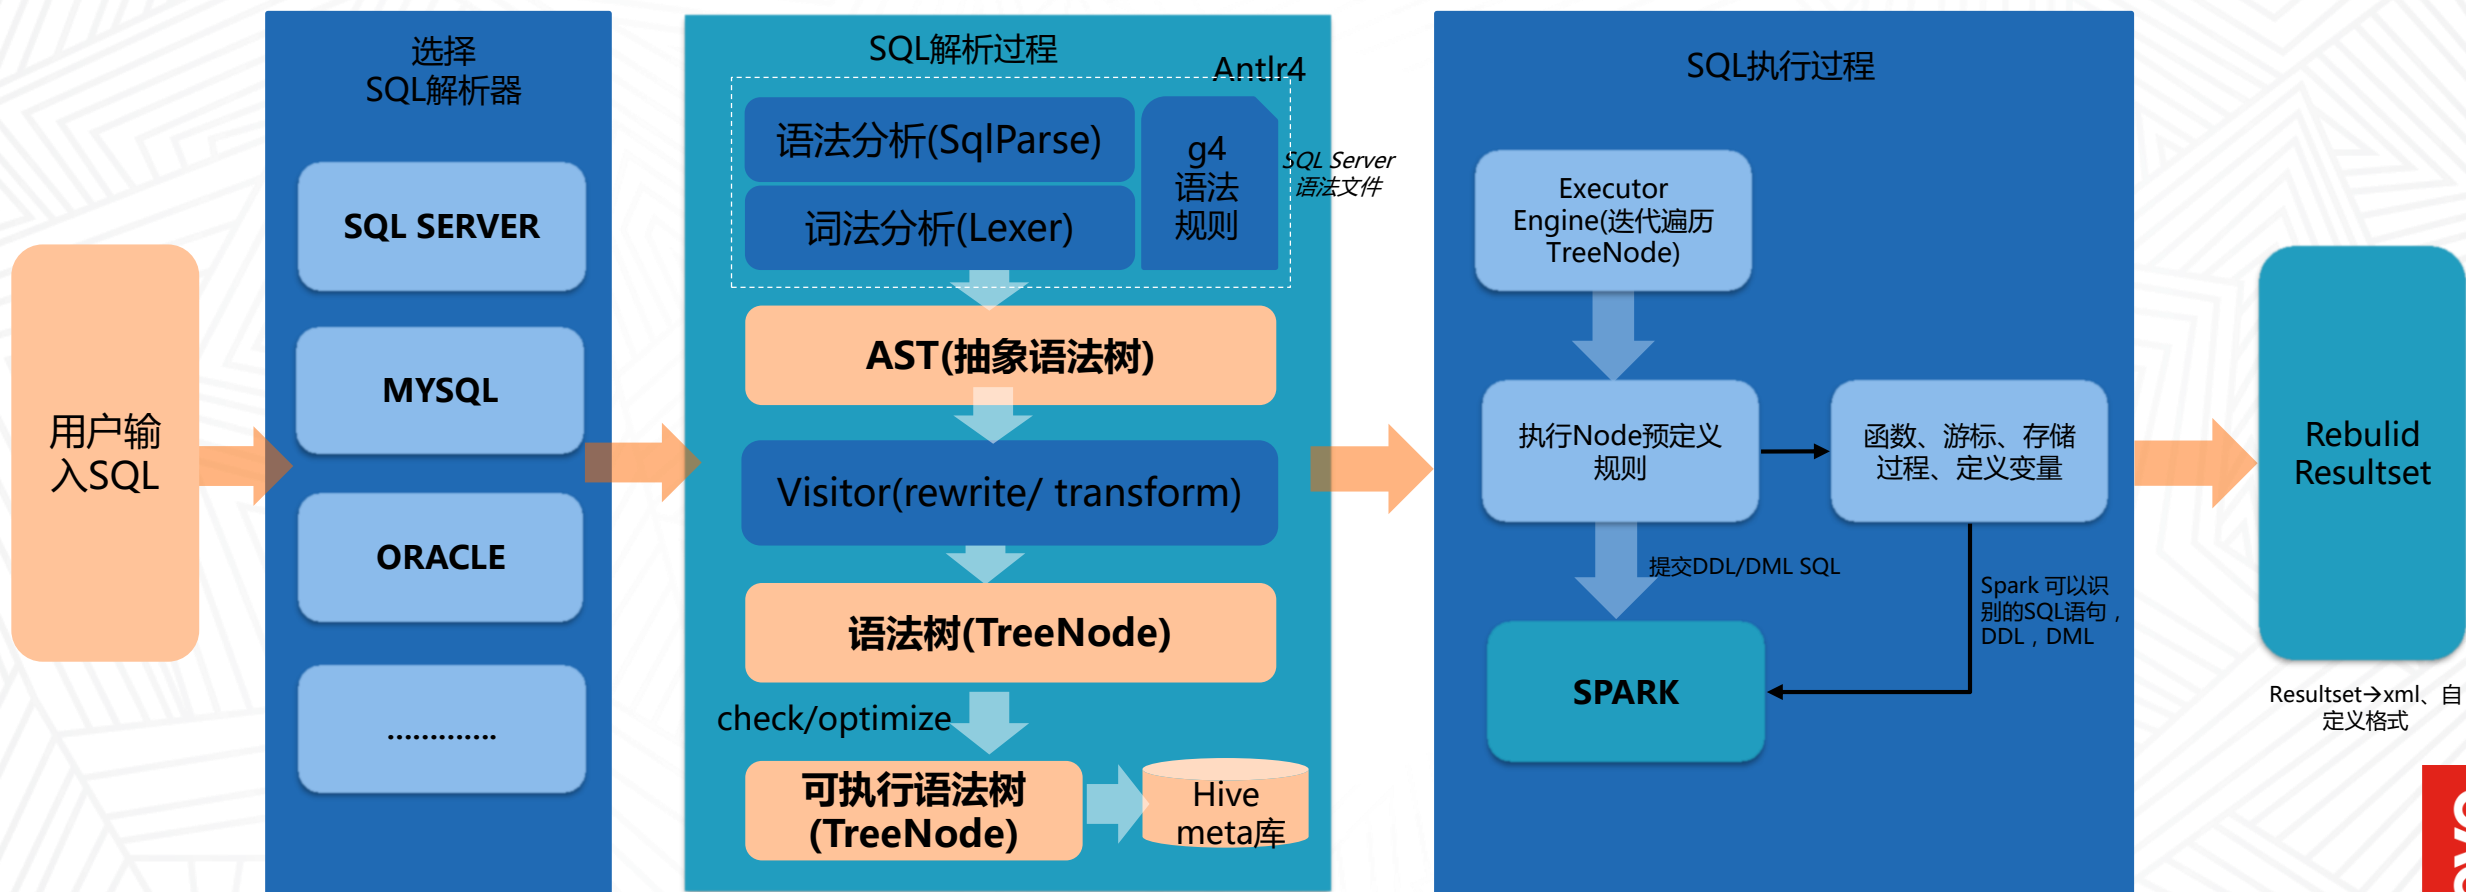 用户输
入SQL
选择
SQL解析器
SQL SERVER
MYSQL
ORACLE
.............
SQL解析过程
Antlr4
语法分析(SqlParse)
词法分析(Lexer)
g4
语法
规则
SQL Server
语法文件
AST(抽象语法树)
Visitor(rewrite/ transform)
语法树(TreeNode)
check/optimize
可执行语法树
(TreeNode)
Hive
meta库
SQL执行过程
Executor
Engine(迭代遍历
TreeNode)
执行Node预定义
规则
函数、游标、存储
过程、定义变量
提交DDL/DML SQL
Spark 可以识
别的SQL语句，
DDL，DML
SPARK
Rebulid
Resultset
Resultset→xml、自
定义格式